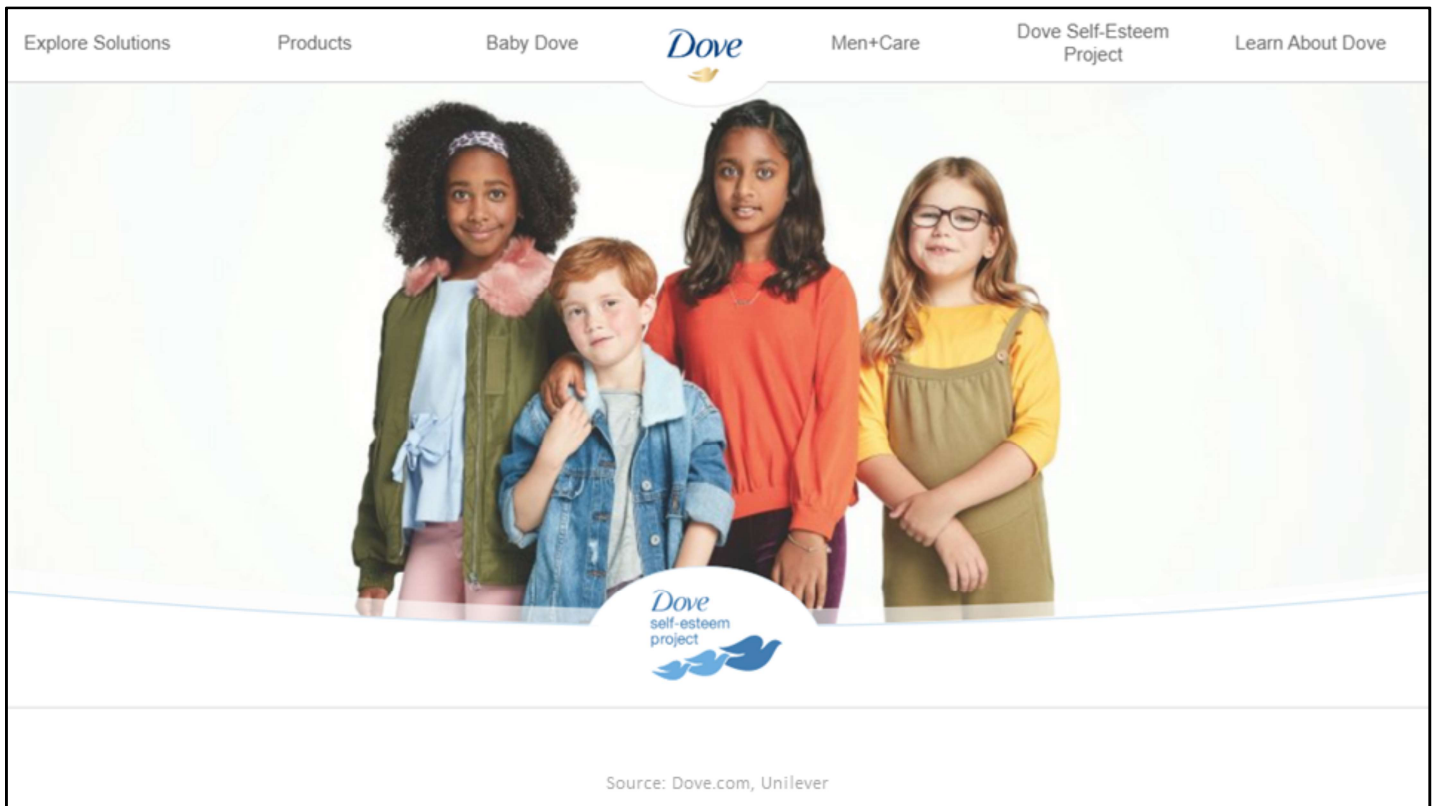 Explore Solutions
Products
Baby Dove
Dove
Men+Care
Dove Self-Esteem
Project
Learn About Dove
Dove
self-esteem
project
Source: Dove.com, Unilever